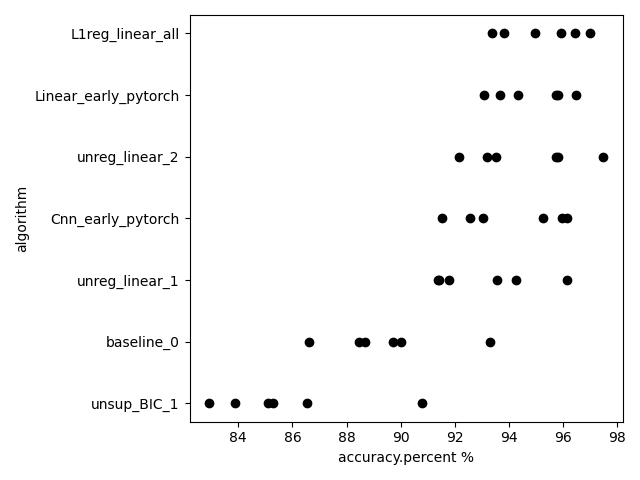 L1reg_linear_all
Linear_early_pytorch
unreg_linear_2
Cnn_early_pytorch
unreg_linear_1
baseline_0
unsup_BIC_1
algorithm
84 86 88 90 92 94 96 98
accuracy.percent %